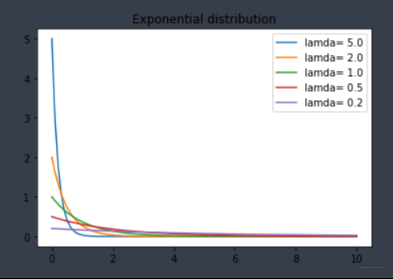 Exponential distribution
lamda= 5.0
lamda= 2.0
lamda= 1.0
lamda= 0.5
lamda= 0.2
5
4
3
2
1
0
0 2 4 6 8 10